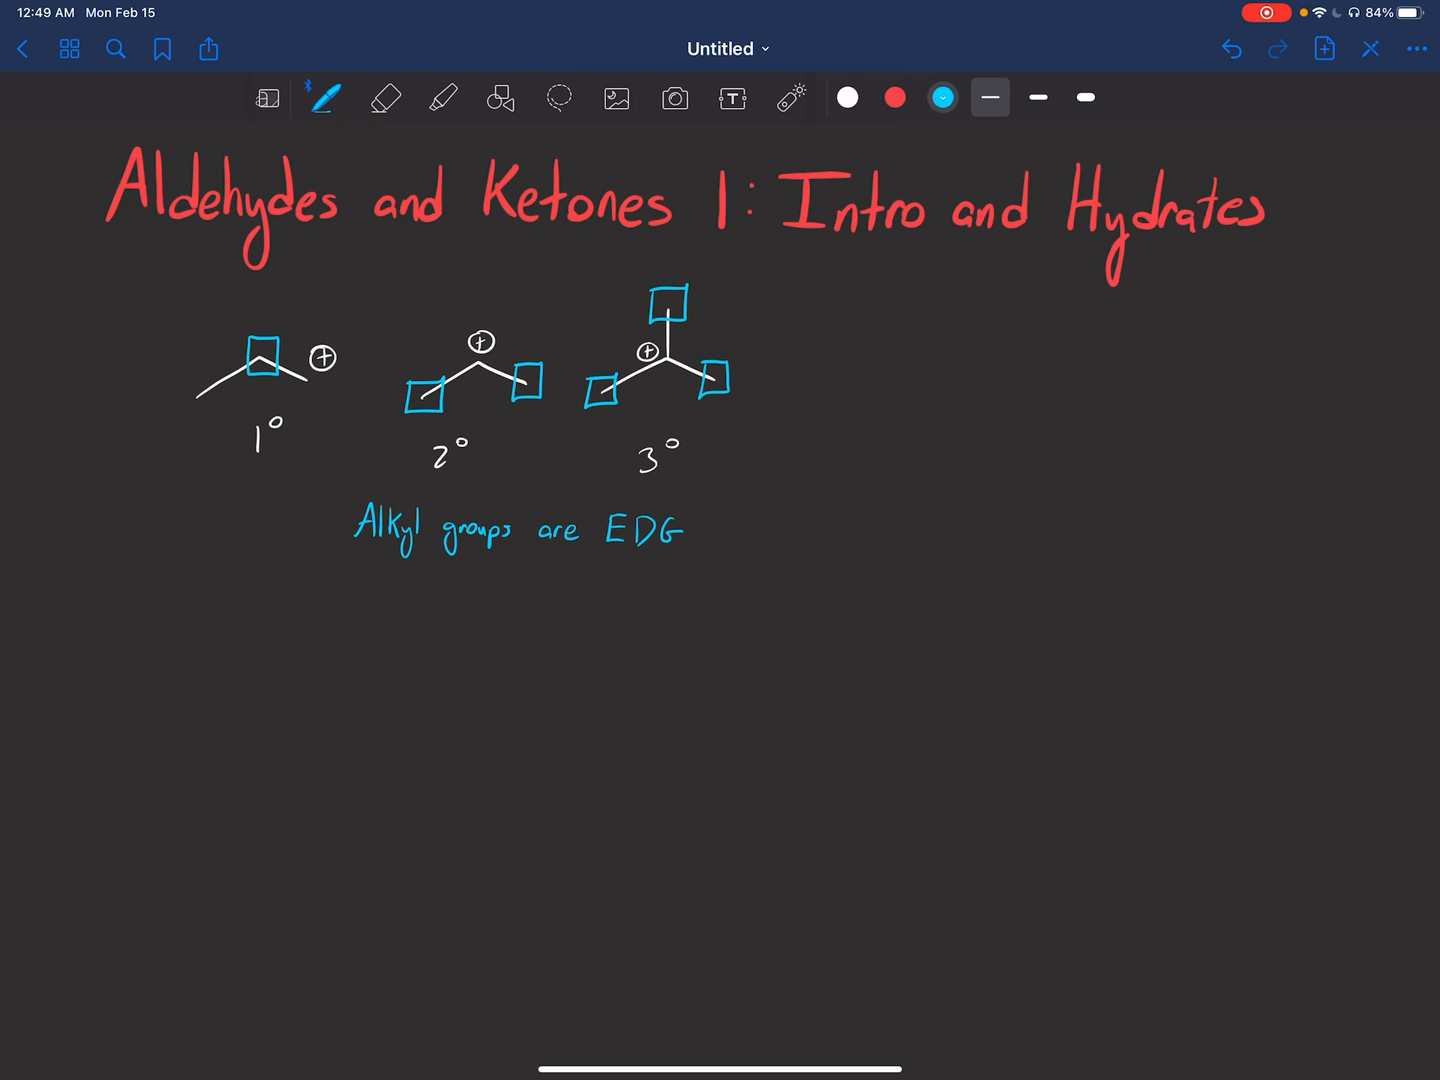 12:49 AM Mon Feb 15
84%
Untitled
T
Aldehydes and Ketones 1: Intro and Hydrates
+ + +
1° 2° 3°
Alkyl groups are EDG